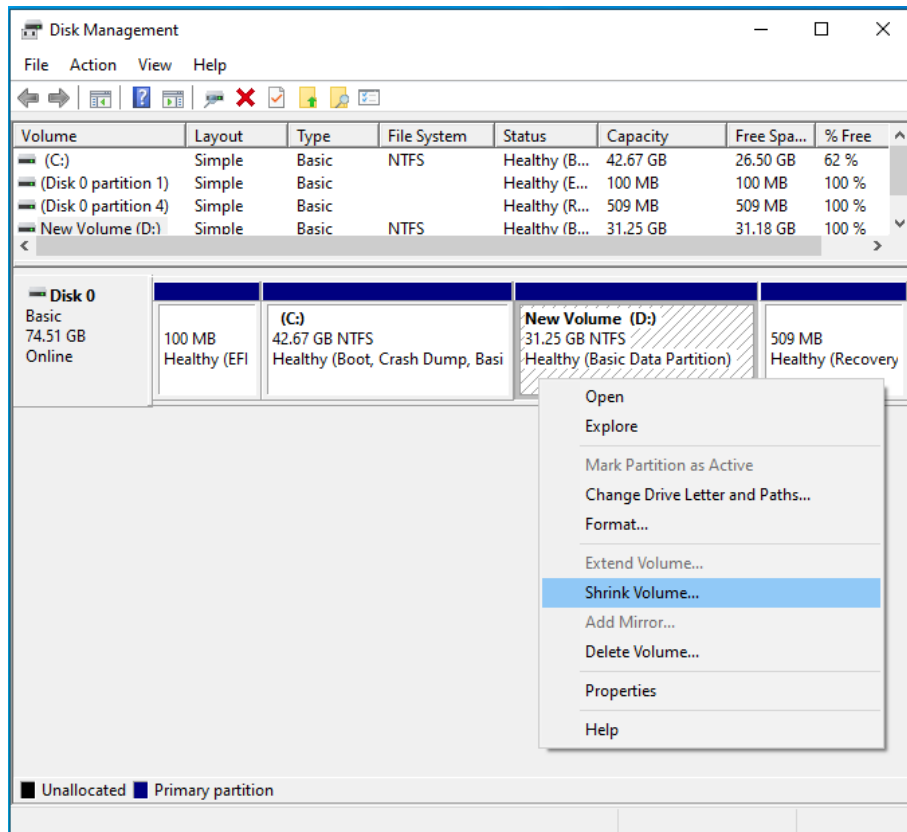 Disk Management
File Action View Help
Volume Layout Type File System Status Capacity Free Spa... % Free
(C:) Simple Basic NTFS Healthy (B... 42.67 GB 26.50 GB 62 %
(Disk 0 partition 1) Simple Basic Healthy (E... 100 MB 100 MB 100 %
(Disk 0 partition 4) Simple Basic Healthy (R... 509 MB 509 MB 100 %
New Volume (D:) Simple Basic NTFS Healthy (B... 31.25 GB 31.18 GB 100 %
Disk 0
Basic
74.51 GB
Online
100 MB
Healthy (EFI
(C:)
42.67 GB NTFS
Healthy (Boot, Crash Dump, Basi
New Volume (D:)
31.25 GB NTFS
Healthy (Basic Data Partition)
509 MB
Healthy (Recovery
Open
Explore
Mark Partition as Active
Change Drive Letter and Paths...
Format...
Extend Volume...
Shrink Volume...
Add Mirror...
Delete Volume...
Properties
Help
Unallocated Primary partition